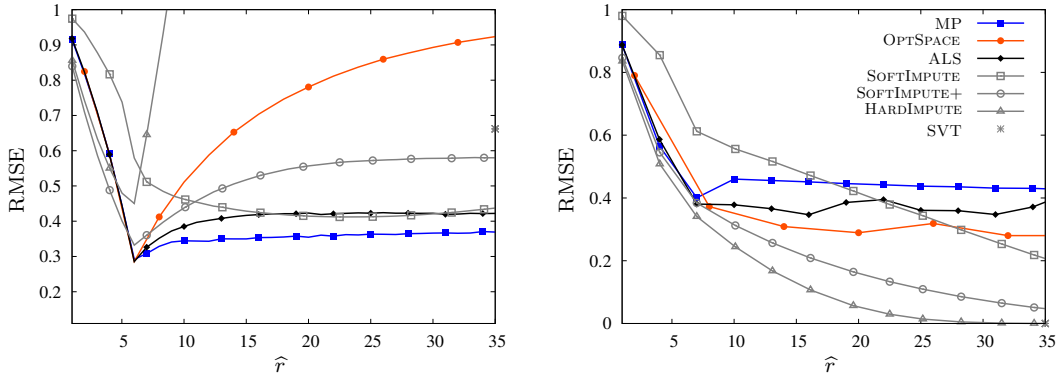 1
0.9
0.8
0.7
0.6
0.5
0.4
0.3
0.2
RMSE
5 10 15 20 25 30 35
r̂
1
0.8
0.6
0.4
0.2
0
RMSE
5 10 15 20 25 30 35
r̂
MP
OptSpace
ALS
SoftImpute
SoftImpute+
HardImpute
SVT